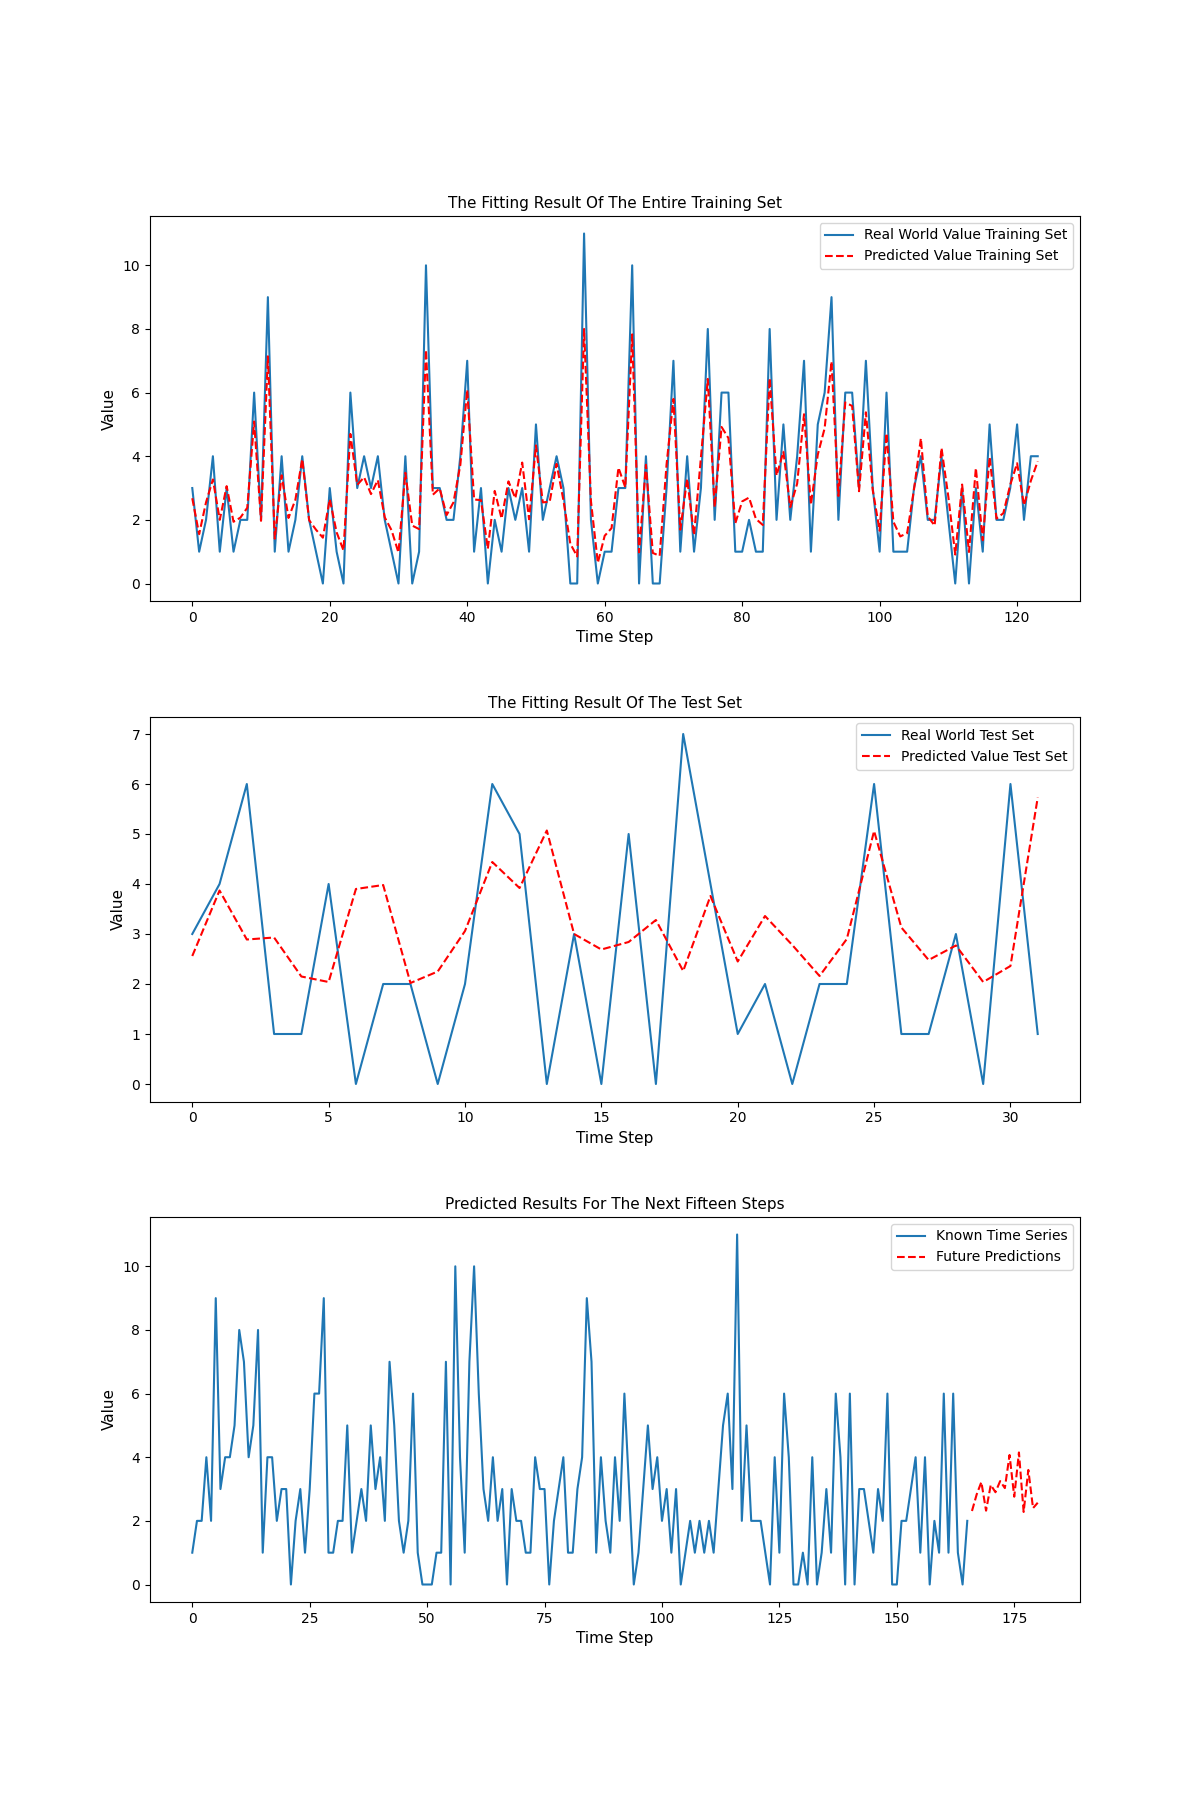 The Fitting Result Of The Entire Training Set
Real World Value Training Set
Predicted Value Training Set
Value
10
8
6
4
2
0
0 20 40 60 80 100 120
Time Step
The Fitting Result Of The Test Set
Real World Test Set
Predicted Value Test Set
Value
7
6
5
4
3
2
1
0
0 5 10 15 20 25 30
Time Step
Predicted Results For The Next Fifteen Steps
Known Time Series
Future Predictions
Value
10
8
6
4
2
0
0 25 50 75 100 125 150 175
Time Step